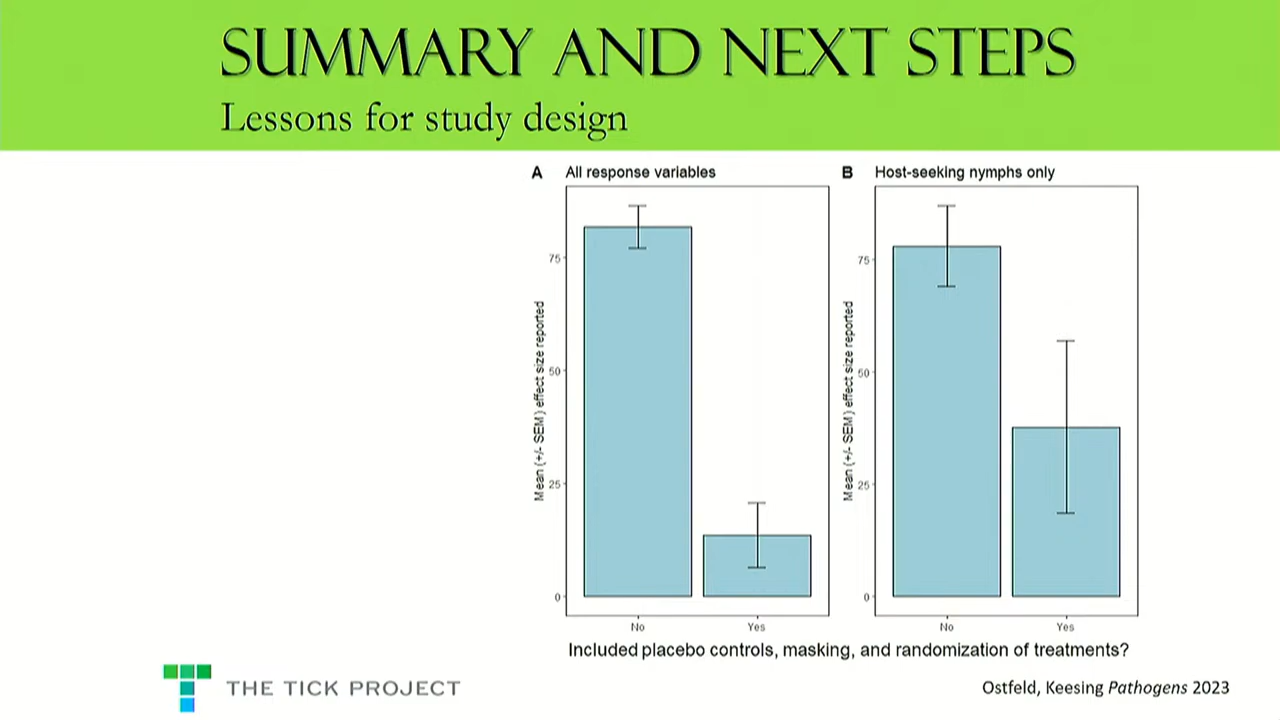 SUMMARY AND NEXT STEPS
Lessons for study design
A All response variables
Mean (+/- SEM) effect size reported
75
50
25
0
No Yes
B Host-seeking nymphs only
Mean (+/- SEM) effect size reported
75
50
25
0
No Yes
Included placebo controls, masking, and randomization of treatments?
THE TICK PROJECT
Ostfeld, Keesing Pathogens 2023